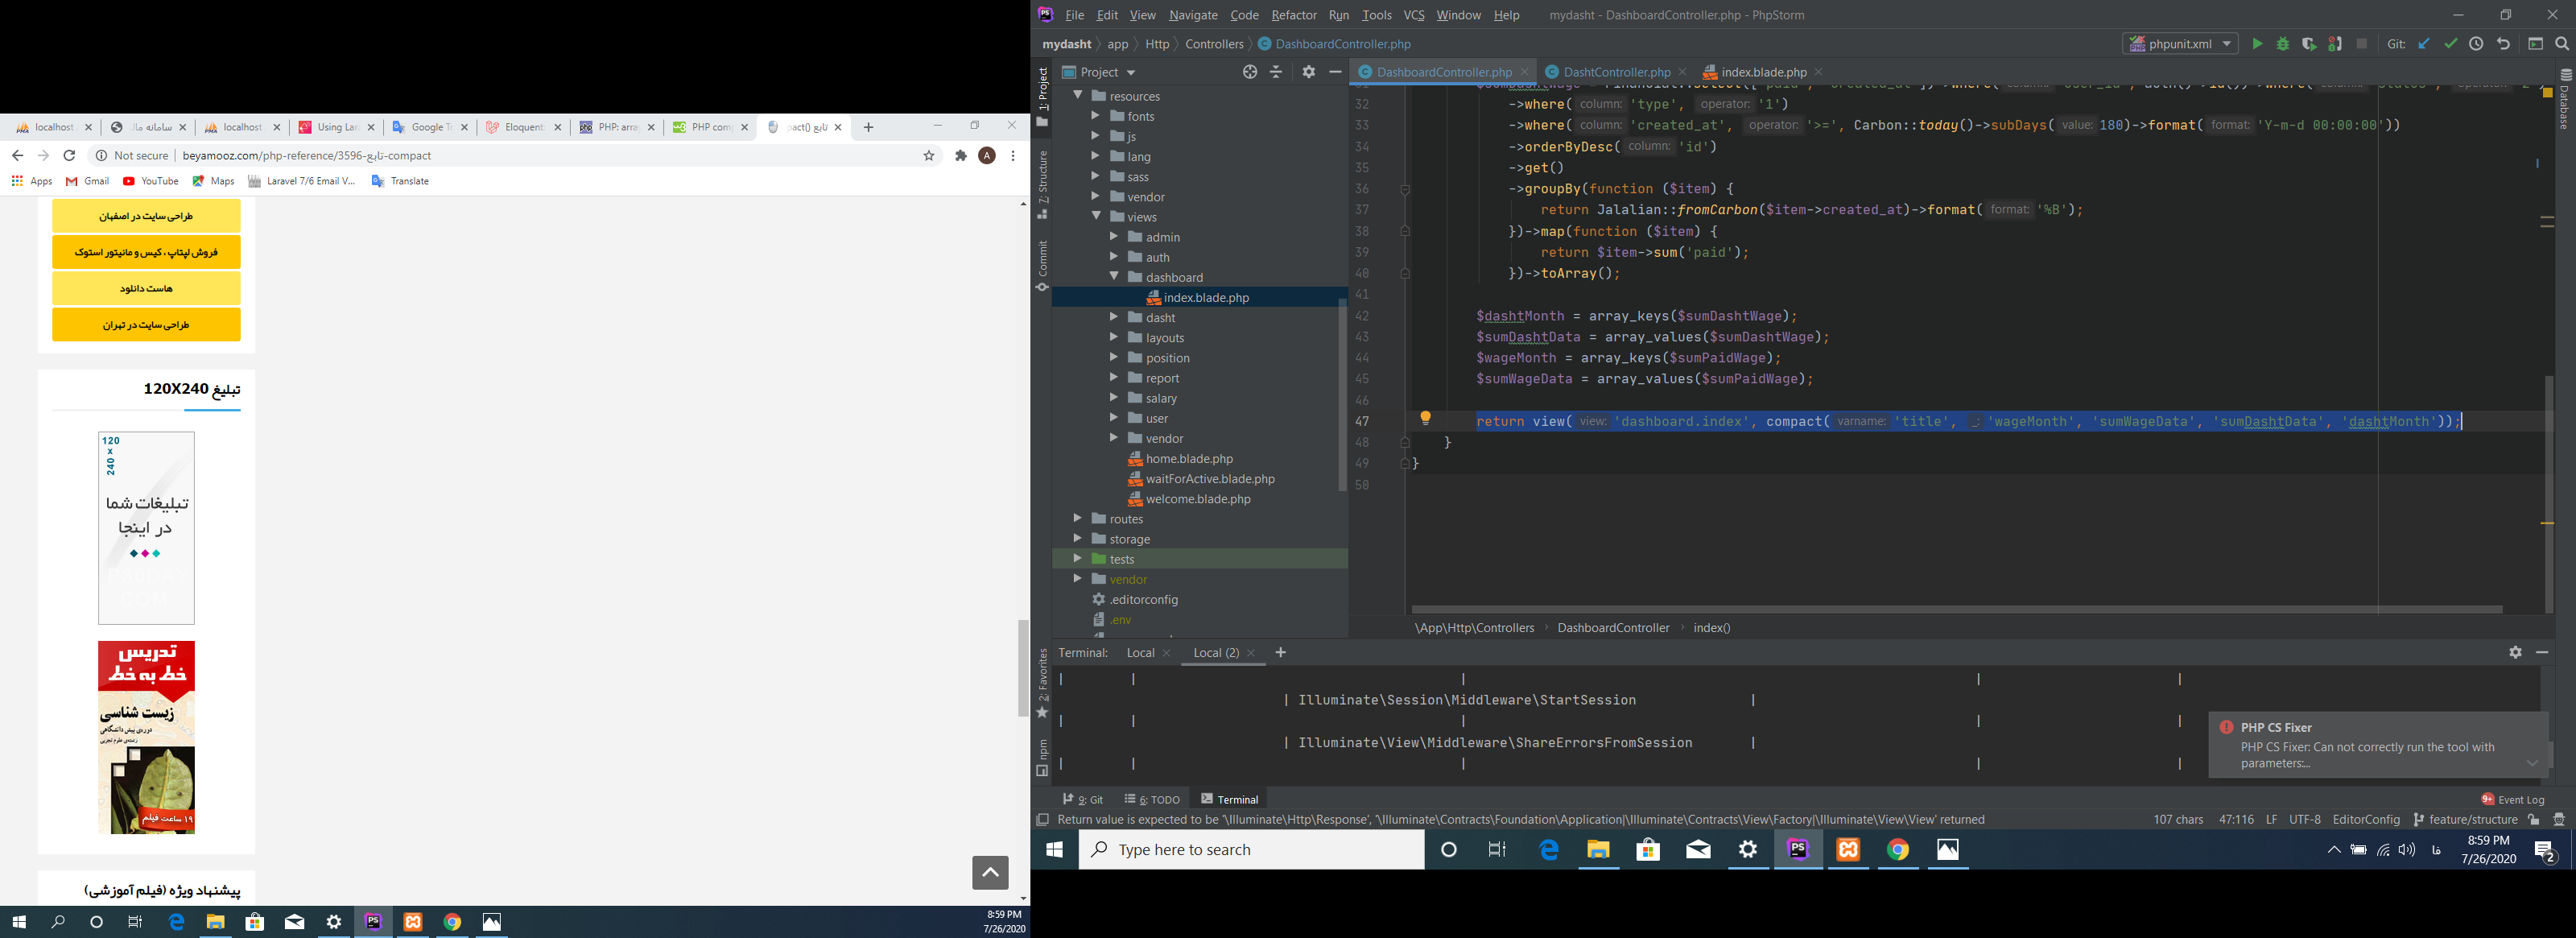 localhost
سامانه مال
localhost
Using Lar
Google Tr
Eloquent:
PHP: arra
PHP com
تابع ()pact
Not secure | beyamooz.com/php-reference/3596-تابع-compact
Apps Gmail YouTube Maps Laravel 7/6 Email V... Translate
طراحی سایت در اصفهان
فروش لپتاپ ، کیس و مانیتور استوک
هاست دانلود
طراحی سایت در تهران
تبلیغ 120X240
120 x 240
تبلیغات شما
در اینجا
تدریس
خط به خط
زیست شناسی
دوره‌ی پیش دانشگاهی
رشته‌ی علوم تجربی
۱۹ ساعت فیلم
پیشنهاد ویژه (فیلم آموزشی)
8:59 PM
7/26/2020
File Edit View Navigate Code Refactor Run Tools VCS Window Help mydasht - DashboardController.php - PhpStorm
mydasht app Http Controllers DashboardController.php
phpunit.xml Git:
1: Project
7: Structure
Commit
2: Favorites
npm
Database
Project
resources
fonts
js
lang
sass
vendor
views
admin
auth
dashboard
index.blade.php
dasht
layouts
position
report
salary
user
vendor
home.blade.php
waitForActive.blade.php
welcome.blade.php
routes
storage
tests
vendor
.editorconfig
.env
DashboardController.php DashtController.php index.blade.php
32 ->where( column: 'type', operator: '1')
33 ->where( column: 'created_at', operator: '>=', Carbon::today()->subDays( value: 180)->format( format: 'Y-m-d 00:00:00'))
34 ->orderByDesc( column: 'id')
35 ->get()
36 ->groupBy(function ($item) {
37 return Jalalian::fromCarbon($item->created_at)->format( format: '%B');
38 })->map(function ($item) {
39 return $item->sum('paid');
40 })->toArray();
41
42 $dashtMonth = array_keys($sumDashtWage);
43 $sumDashtData = array_values($sumDashtWage);
44 $wageMonth = array_keys($sumPaidWage);
45 $sumWageData = array_values($sumPaidWage);
46
47 return view( view: 'dashboard.index', compact( varname: 'title', _: 'wageMonth', 'sumWageData', 'sumDashtData', 'dashtMonth'));
48 }
49 }
50
\App\Http\Controllers DashboardController index()
Terminal: Local Local (2)
| Illuminate\Session\Middleware\StartSession |
| Illuminate\View\Middleware\ShareErrorsFromSession |
PHP CS Fixer
PHP CS Fixer: Can not correctly run the tool with
parameters:...
9: Git 6: TODO Terminal
9+ Event Log
Return value is expected to be '\Illuminate\Http\Response', '\Illuminate\Contracts\Foundation\Application|\Illuminate\Contracts\View\Factory|\Illuminate\View\View' returned
107 chars 47:116 LF UTF-8 EditorConfig feature/structure
Type here to search
فا
8:59 PM
7/26/2020
2